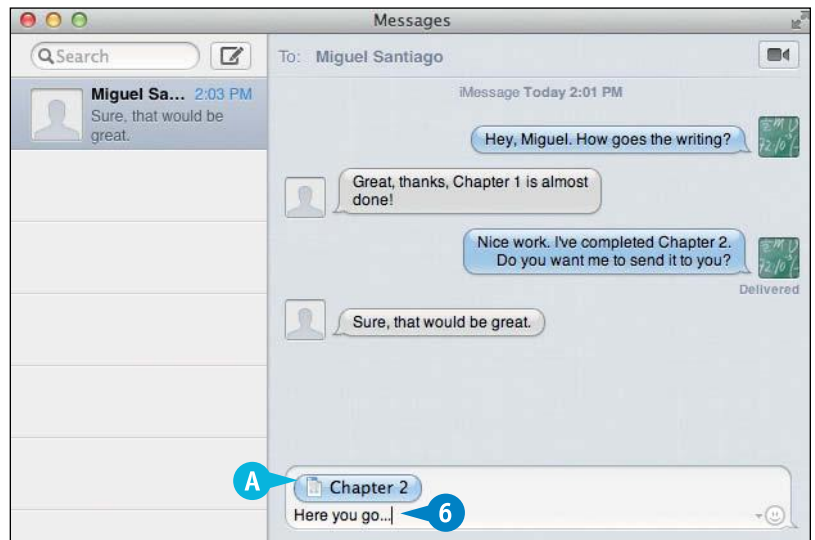 Messages
Search
Miguel Sa... 2:03 PM
Sure, that would be
great.
To: Miguel Santiago
iMessage Today 2:01 PM
Hey, Miguel. How goes the writing?
Great, thanks, Chapter 1 is almost
done!
Nice work. I've completed Chapter 2.
Do you want me to send it to you?
Delivered
Sure, that would be great.
A
Chapter 2
Here you go...
6